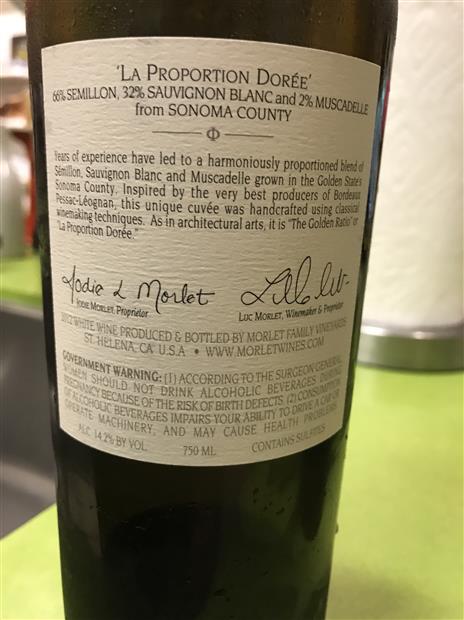 'LA PROPORTION DORÉE'
66% SEMILLON, 32% SAUVIGNON BLANC and 2% MUSCADELLE
from SONOMA COUNTY
Φ
Years of experience have led to a harmoniously proportioned blend of
Sémillon, Sauvignon Blanc and Muscadelle grown in the Golden State's
Sonoma County. Inspired by the very best producers of Bordeaux
Pessac-Léognan, this unique cuvée was handcrafted using classical
winemaking techniques. As in architectural arts, it is "The Golden Ratio" or
"La Proportion Dorée."
Jodie L Morlet
JODIE MORLET, Proprietor
LUC MORLET, Winemaker & Proprietor
2012 WHITE WINE PRODUCED & BOTTLED BY MORLET FAMILY VINEYARDS
ST. HELENA, CA U.S.A • WWW.MORLETWINES.COM
GOVERNMENT WARNING: (1) ACCORDING TO THE SURGEON GENERAL,
WOMEN SHOULD NOT DRINK ALCOHOLIC BEVERAGES DURING
PREGNANCY BECAUSE OF THE RISK OF BIRTH DEFECTS (2) CONSUMPTION
OF ALCOHOLIC BEVERAGES IMPAIRS YOUR ABILITY TO DRIVE A CAR OR
OPERATE MACHINERY, AND MAY CAUSE HEALTH PROBLEMS
ALC 14.2% BY VOL 750 ML CONTAINS SULFITES